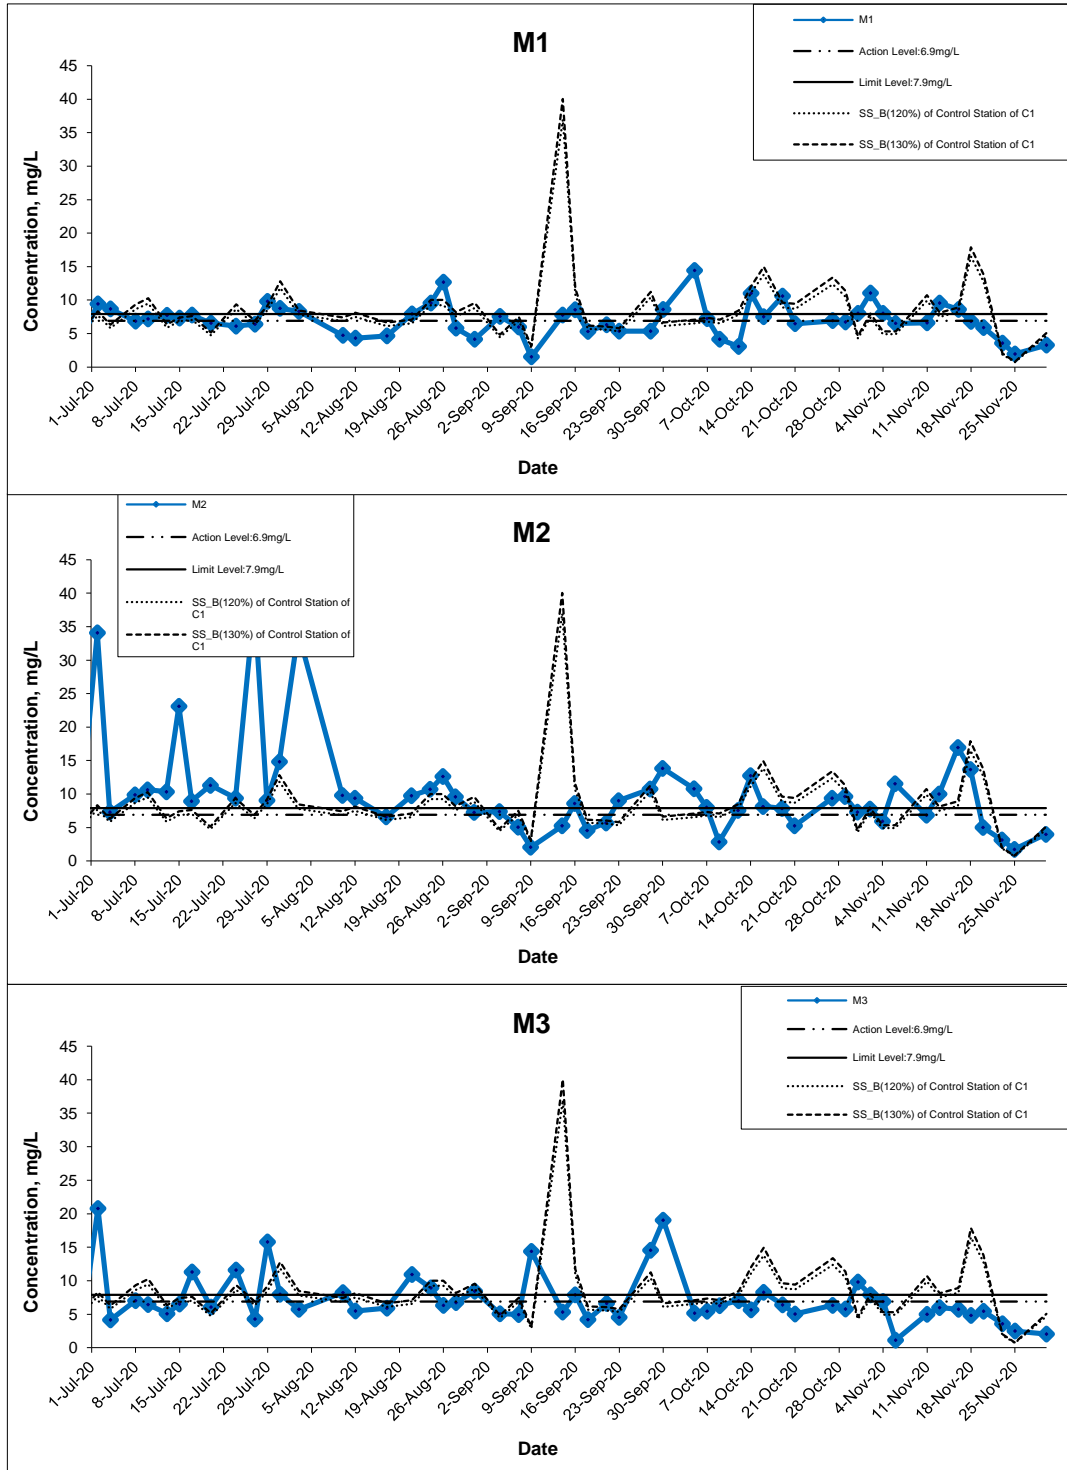 M1
M1
Action Level:6.9mg/L
Limit Level:7.9mg/L
SS_B(120%) of Control Station of C1
SS_B(130%) of Control Station of C1
Concentration, mg/L
45
40
35
30
25
20
15
10
5
0
1-Jul-20
8-Jul-20
15-Jul-20
22-Jul-20
29-Jul-20
5-Aug-20
12-Aug-20
19-Aug-20
26-Aug-20
2-Sep-20
9-Sep-20
16-Sep-20
23-Sep-20
30-Sep-20
7-Oct-20
14-Oct-20
21-Oct-20
28-Oct-20
4-Nov-20
11-Nov-20
18-Nov-20
25-Nov-20
Date
M2
M2
Action Level:6.9mg/L
Limit Level:7.9mg/L
SS_B(120%) of Control Station of
C1
SS_B(130%) of Control Station of
C1
Concentration, mg/L
45
40
35
30
25
20
15
10
5
0
1-Jul-20
8-Jul-20
15-Jul-20
22-Jul-20
29-Jul-20
5-Aug-20
12-Aug-20
19-Aug-20
26-Aug-20
2-Sep-20
9-Sep-20
16-Sep-20
23-Sep-20
30-Sep-20
7-Oct-20
14-Oct-20
21-Oct-20
28-Oct-20
4-Nov-20
11-Nov-20
18-Nov-20
25-Nov-20
Date
M3
M3
Action Level:6.9mg/L
Limit Level:7.9mg/L
SS_B(120%) of Control Station of C1
SS_B(130%) of Control Station of C1
Concentration, mg/L
45
40
35
30
25
20
15
10
5
0
1-Jul-20
8-Jul-20
15-Jul-20
22-Jul-20
29-Jul-20
5-Aug-20
12-Aug-20
19-Aug-20
26-Aug-20
2-Sep-20
9-Sep-20
16-Sep-20
23-Sep-20
30-Sep-20
7-Oct-20
14-Oct-20
21-Oct-20
28-Oct-20
4-Nov-20
11-Nov-20
18-Nov-20
25-Nov-20
Date